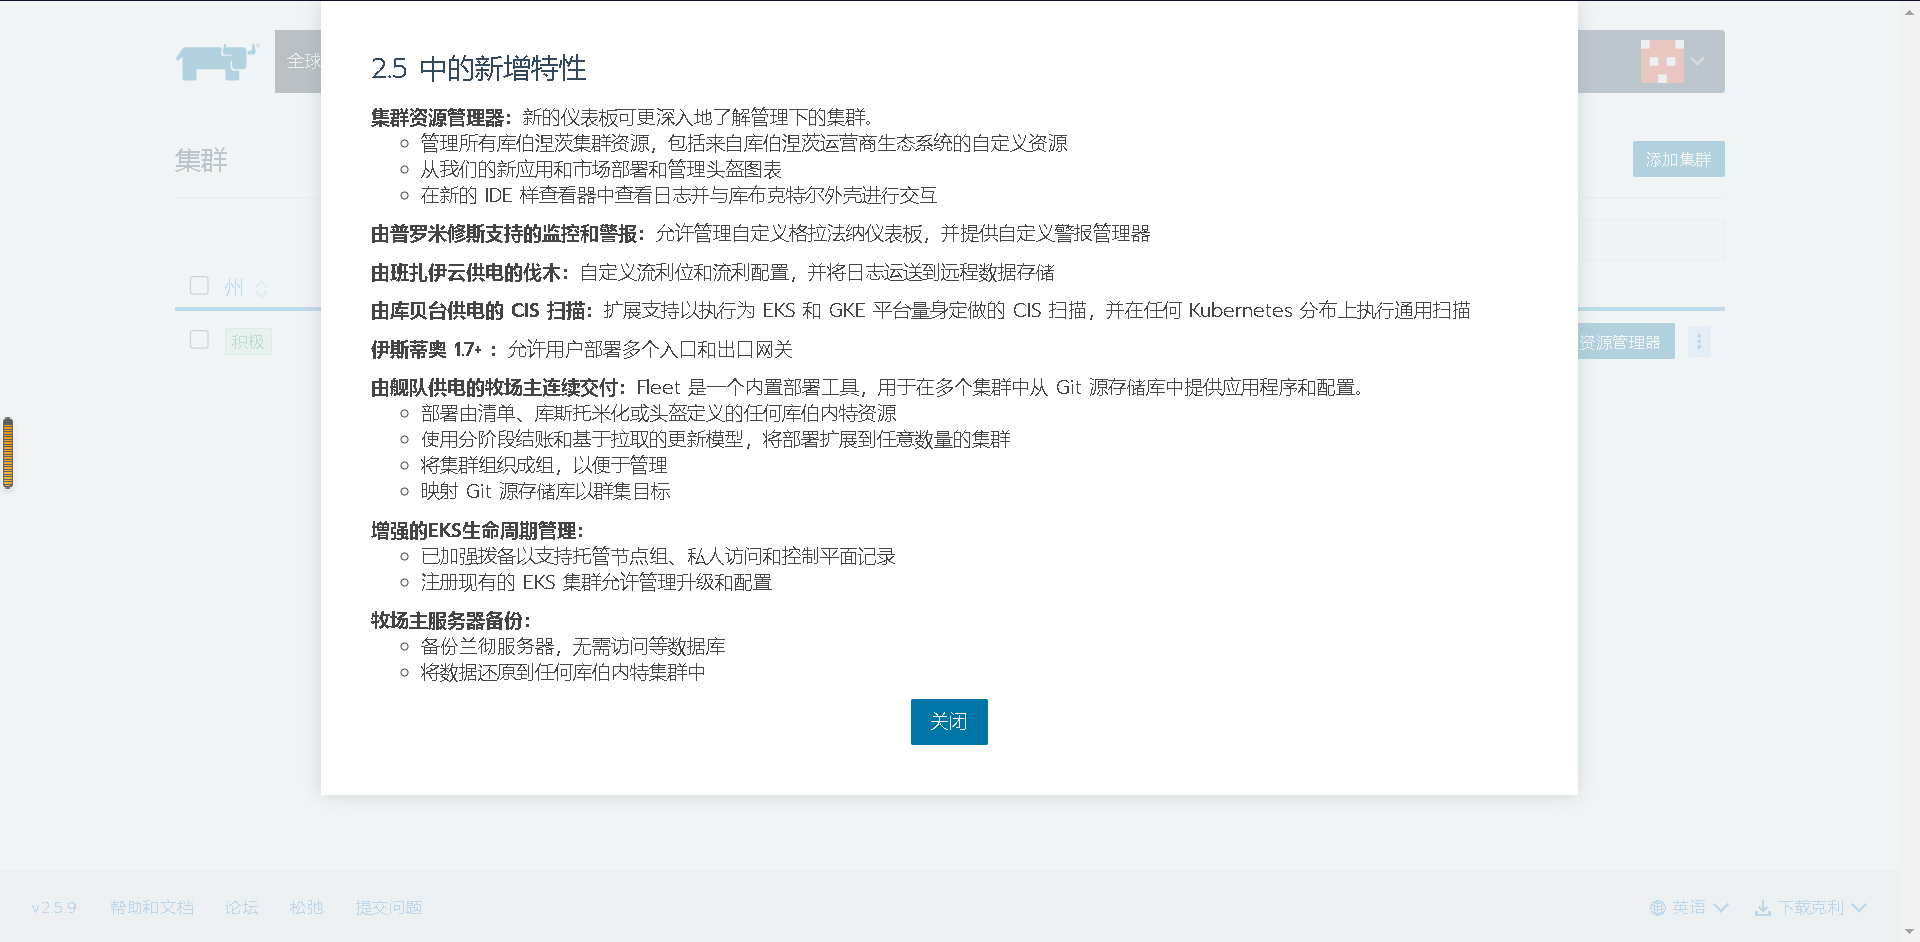 全球
2.5 中的新增特性
集群资源管理器：新的仪表板可更深入地了解管理下的集群。
管理所有库伯涅茨集群资源，包括来自库伯涅茨运营商生态系统的自定义资源
从我们的新应用和市场部署和管理头盔图表
在新的 IDE 样查看器中查看日志并与库布克特尔外壳进行交互
由普罗米修斯支持的监控和警报：允许管理自定义格拉法纳仪表板，并提供自定义警报管理器
由班扎伊云供电的伐木：自定义流利位和流利配置，并将日志运送到远程数据存储
由库贝台供电的 CIS 扫描：扩展支持以执行为 EKS 和 GKE 平台量身定做的 CIS 扫描，并在任何 Kubernetes 分布上执行通用扫描
伊斯蒂奥 1.7+ ：允许用户部署多个入口和出口网关
由舰队供电的牧场主连续交付：Fleet 是一个内置部署工具，用于在多个集群中从 Git 源存储库中提供应用程序和配置。
部署由清单、库斯托米化或头盔定义的任何库伯内特资源
使用分阶段结账和基于拉取的更新模型，将部署扩展到任意数量的集群
将集群组织成组，以便于管理
映射 Git 源存储库以群集目标
增强的EKS生命周期管理：
已加强拨备以支持托管节点组、私人访问和控制平面记录
注册现有的 EKS 集群允许管理升级和配置
牧场主服务器备份：
备份兰彻服务器，无需访问等数据库
将数据还原到任何库伯内特集群中
关闭
集群
添加集群
州
积极
资源管理器
v2.5.9 帮助和文档 论坛 松弛 提交问题 英语 下载克利